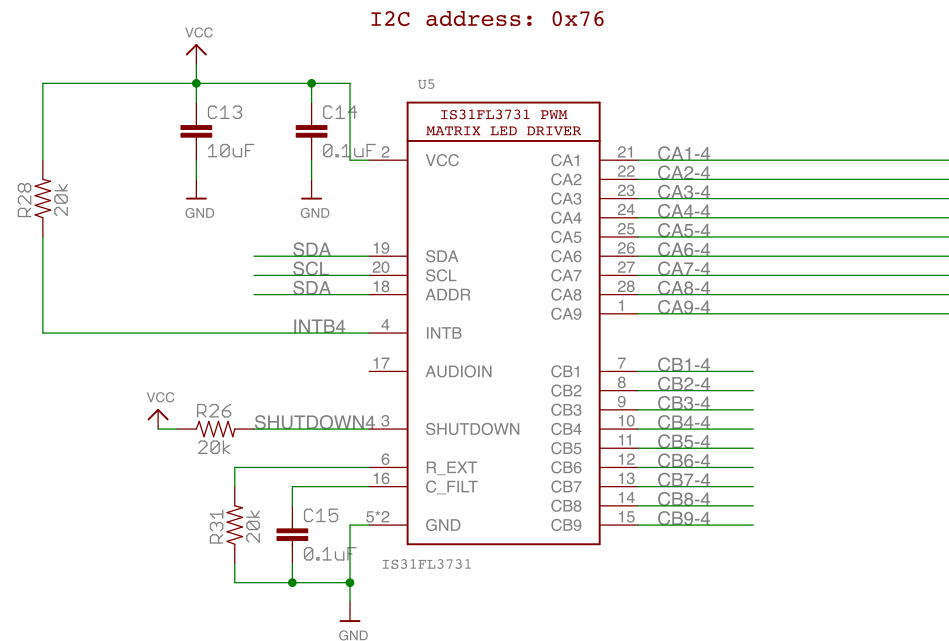 I2C address: 0x76
VCC
U5
C13
10uF
GND
C14
0.1uF
GND
R28
20k
IS31FL3731 PWM
MATRIX LED DRIVER
2 VCC
SDA 19 SDA
SCL 20 SCL
SDA 18 ADDR
INTB4 4 INTB
17 AUDIOIN
VCC
R26
20k
SHUTDOWN4 3 SHUTDOWN
6 R_EXT
16 C_FILT
5*2 GND
R31
20k
C15
0.1uF
GND
CA1 21 CA1-4
CA2 22 CA2-4
CA3 23 CA3-4
CA4 24 CA4-4
CA5 25 CA5-4
CA6 26 CA6-4
CA7 27 CA7-4
CA8 28 CA8-4
CA9 1 CA9-4
CB1 7 CB1-4
CB2 8 CB2-4
CB3 9 CB3-4
CB4 10 CB4-4
CB5 11 CB5-4
CB6 12 CB6-4
CB7 13 CB7-4
CB8 14 CB8-4
CB9 15 CB9-4
IS31FL3731